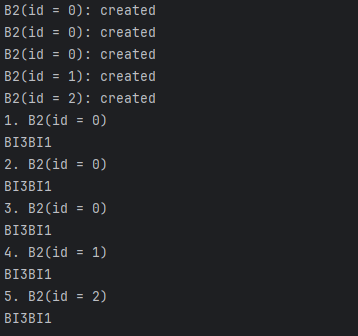 B2(id = 0): created
B2(id = 0): created
B2(id = 0): created
B2(id = 1): created
B2(id = 2): created
1. B2(id = 0)
BI3BI1
2. B2(id = 0)
BI3BI1
3. B2(id = 0)
BI3BI1
4. B2(id = 1)
BI3BI1
5. B2(id = 2)
BI3BI1